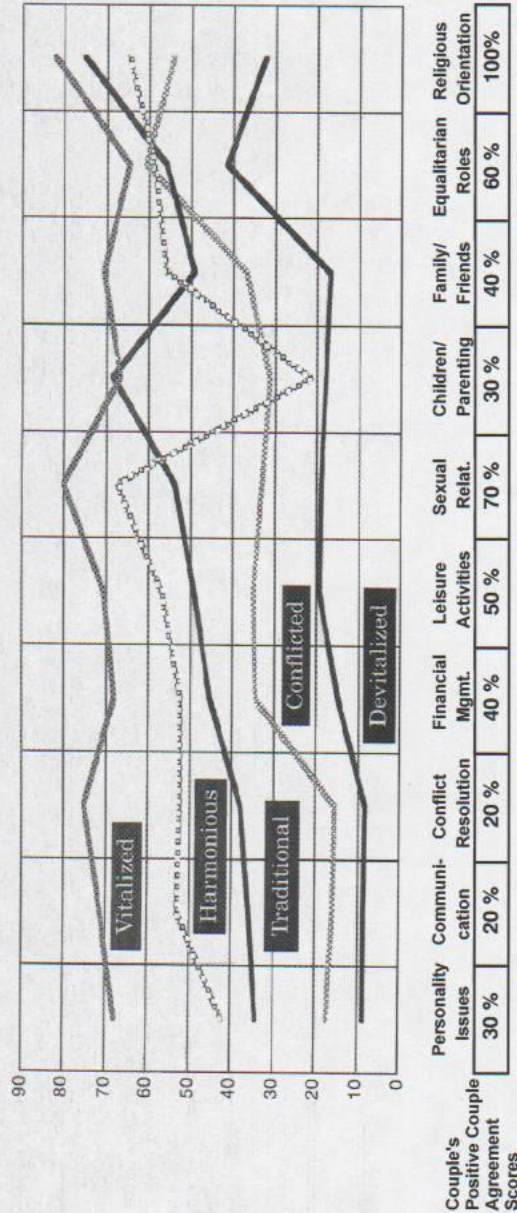 90
80
70
60
50
40
30
20
10
0
Vitalized
Harmonious
Traditional
Conflicted
Devitalized
Personality
Issues
Communi-
cation
Conflict
Resolution
Financial
Mgmt.
Leisure
Activities
Sexual
Relat.
Children/
Parenting
Family/
Friends
Equalitarian
Roles
Religious
Orientation
Couple's
Positive Couple
Agreement
Scores
30 %
20 %
20 %
40 %
50 %
70 %
30 %
40 %
60 %
100%